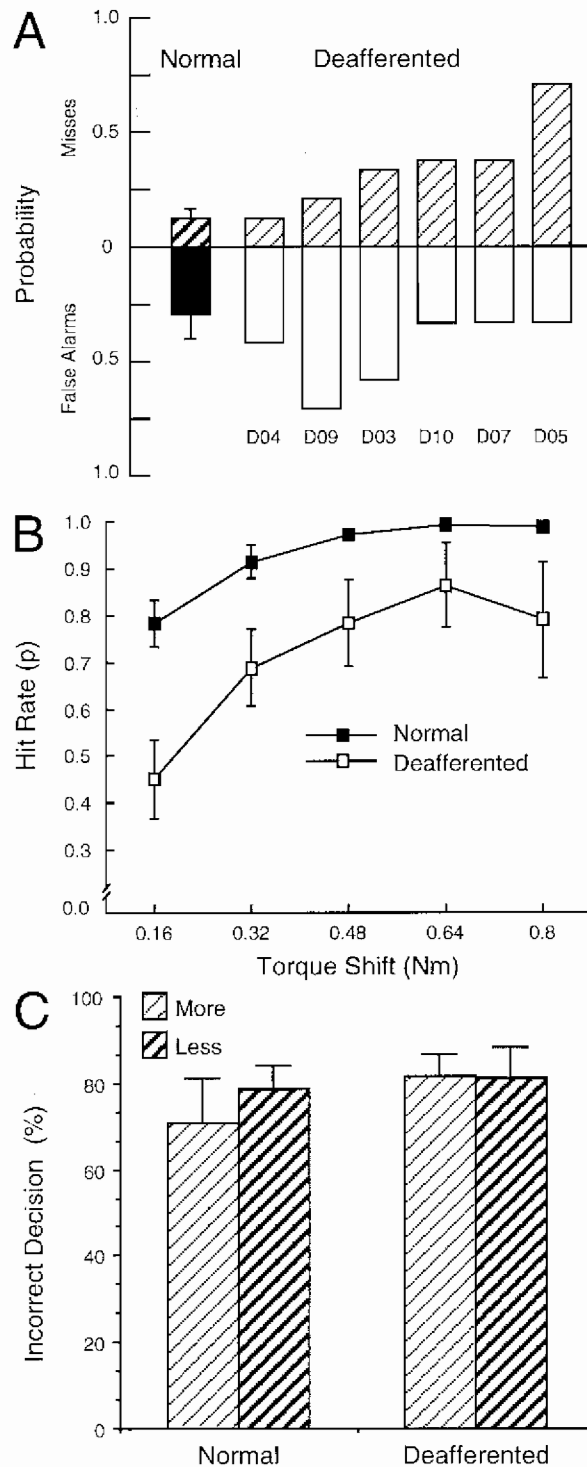 A
Normal Deafferented
1.0
0.5
0
0.5
1.0
Probability
Misses
False Alarms
D04 D09 D03 D10 D07 D05
B
1.0
0.9
0.8
0.7
0.6
0.5
0.4
0.3
0.0
Hit Rate (p)
Normal
Deafferented
0.16 0.32 0.48 0.64 0.8
Torque Shift (Nm)
C
100
80
60
40
20
0
Incorrect Decision (%)
More
Less
Normal Deafferented